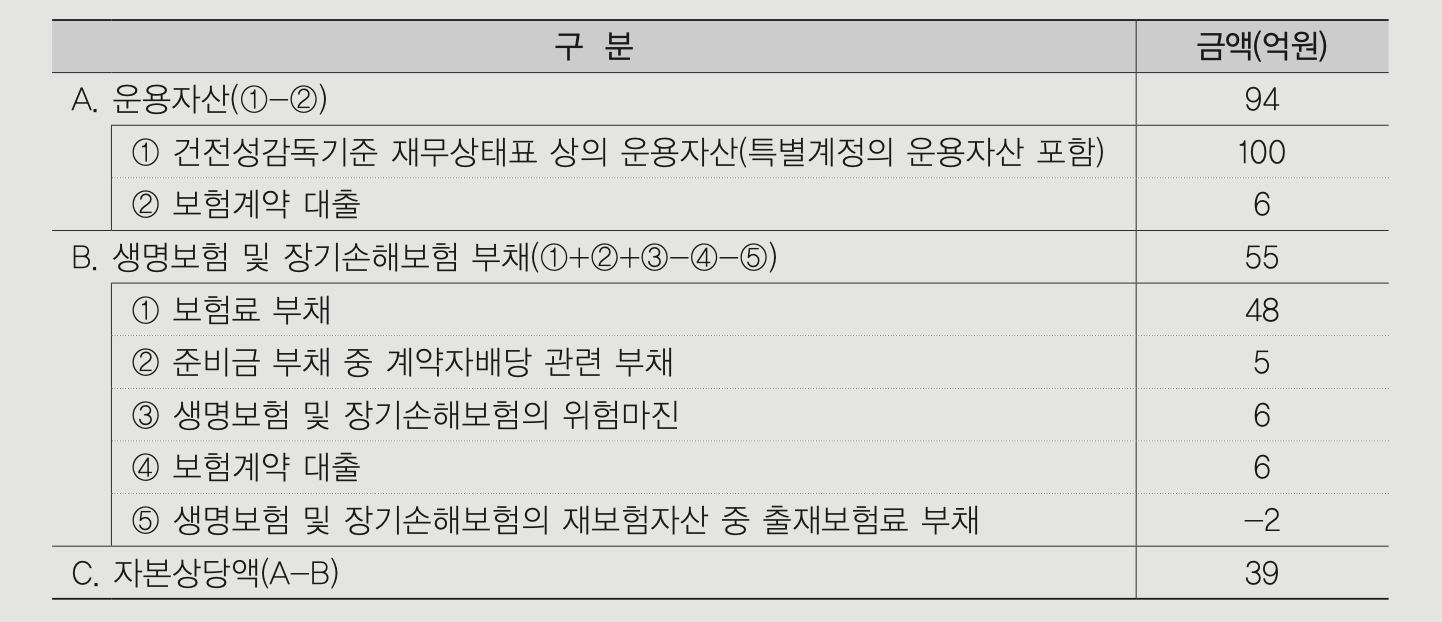 구 분 금액(억원)
A. 운용자산(①-②) 94
① 건전성감독기준 재무상태표 상의 운용자산(특별계정의 운용자산 포함) 100
② 보험계약 대출 6
B. 생명보험 및 장기손해보험 부채(①+②+③-④-⑤) 55
① 보험료 부채 48
② 준비금 부채 중 계약자배당 관련 부채 5
③ 생명보험 및 장기손해보험의 위험마진 6
④ 보험계약 대출 6
⑤ 생명보험 및 장기손해보험의 재보험자산 중 출재보험료 부채 -2
C. 자본상당액(A-B) 39